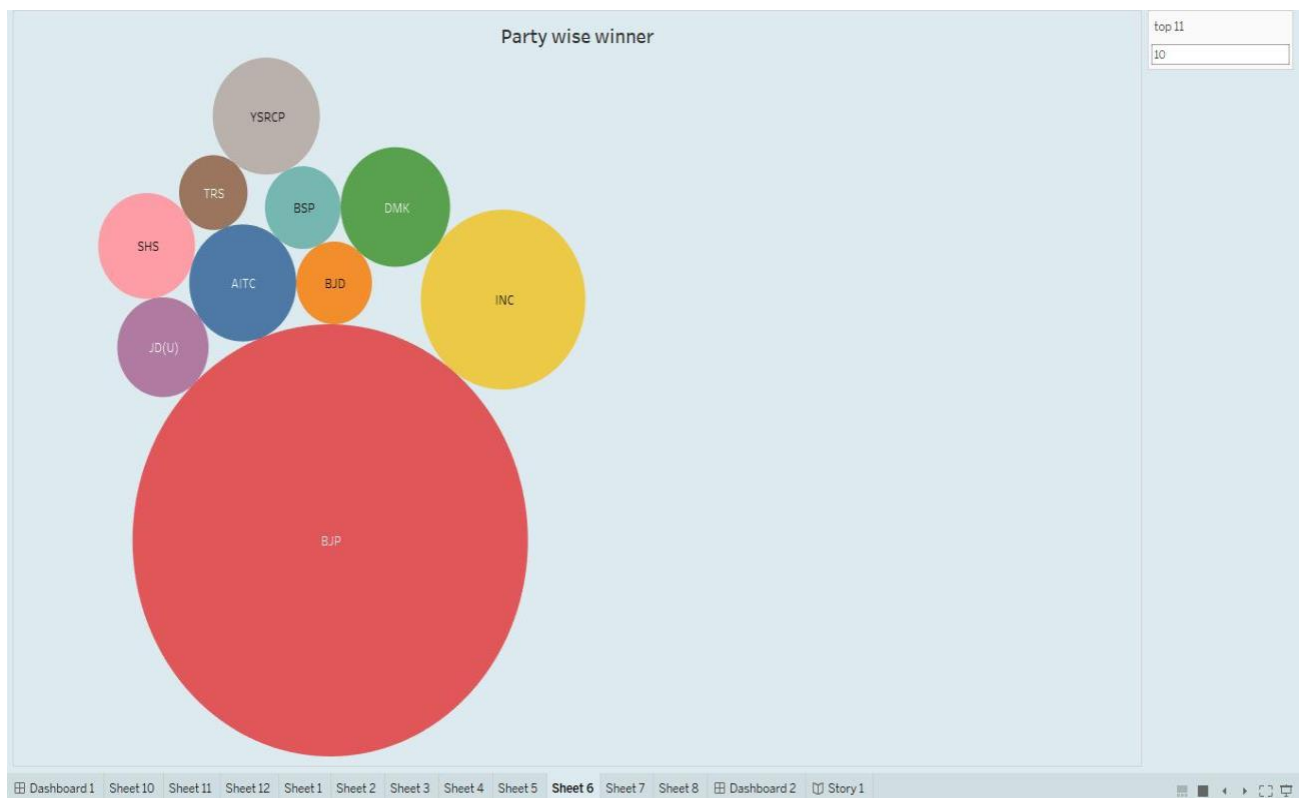 Party wise winner
top 11
10
YSRCP
TRS
BSP
DMK
SHS
AITC
BJD
INC
JD(U)
BJP
Dashboard 1 Sheet 10 Sheet 11 Sheet 12 Sheet 1 Sheet 2 Sheet 3 Sheet 4 Sheet 5 Sheet 6 Sheet 7 Sheet 8 Dashboard 2 Story 1